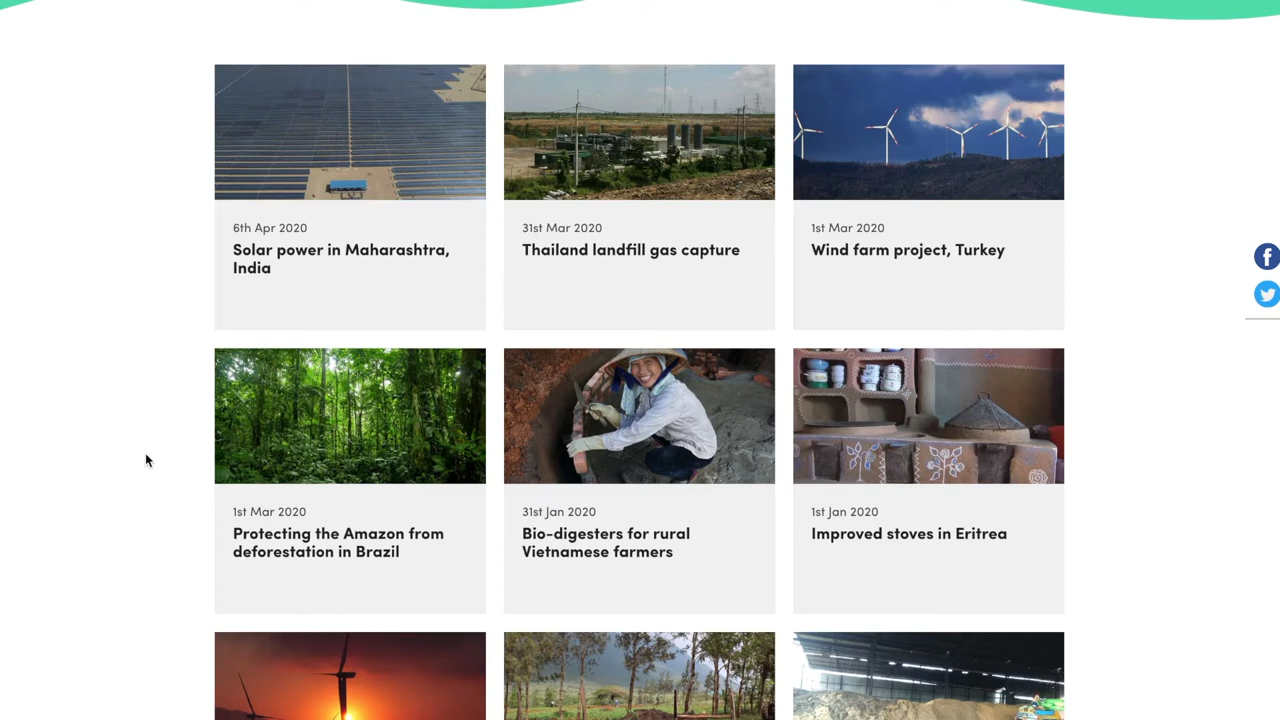 6th Apr 2020
Solar power in Maharashtra,
India
31st Mar 2020
Thailand landfill gas capture
1st Mar 2020
Wind farm project, Turkey
1st Mar 2020
Protecting the Amazon from
deforestation in Brazil
31st Jan 2020
Bio-digesters for rural
Vietnamese farmers
1st Jan 2020
Improved stoves in Eritrea